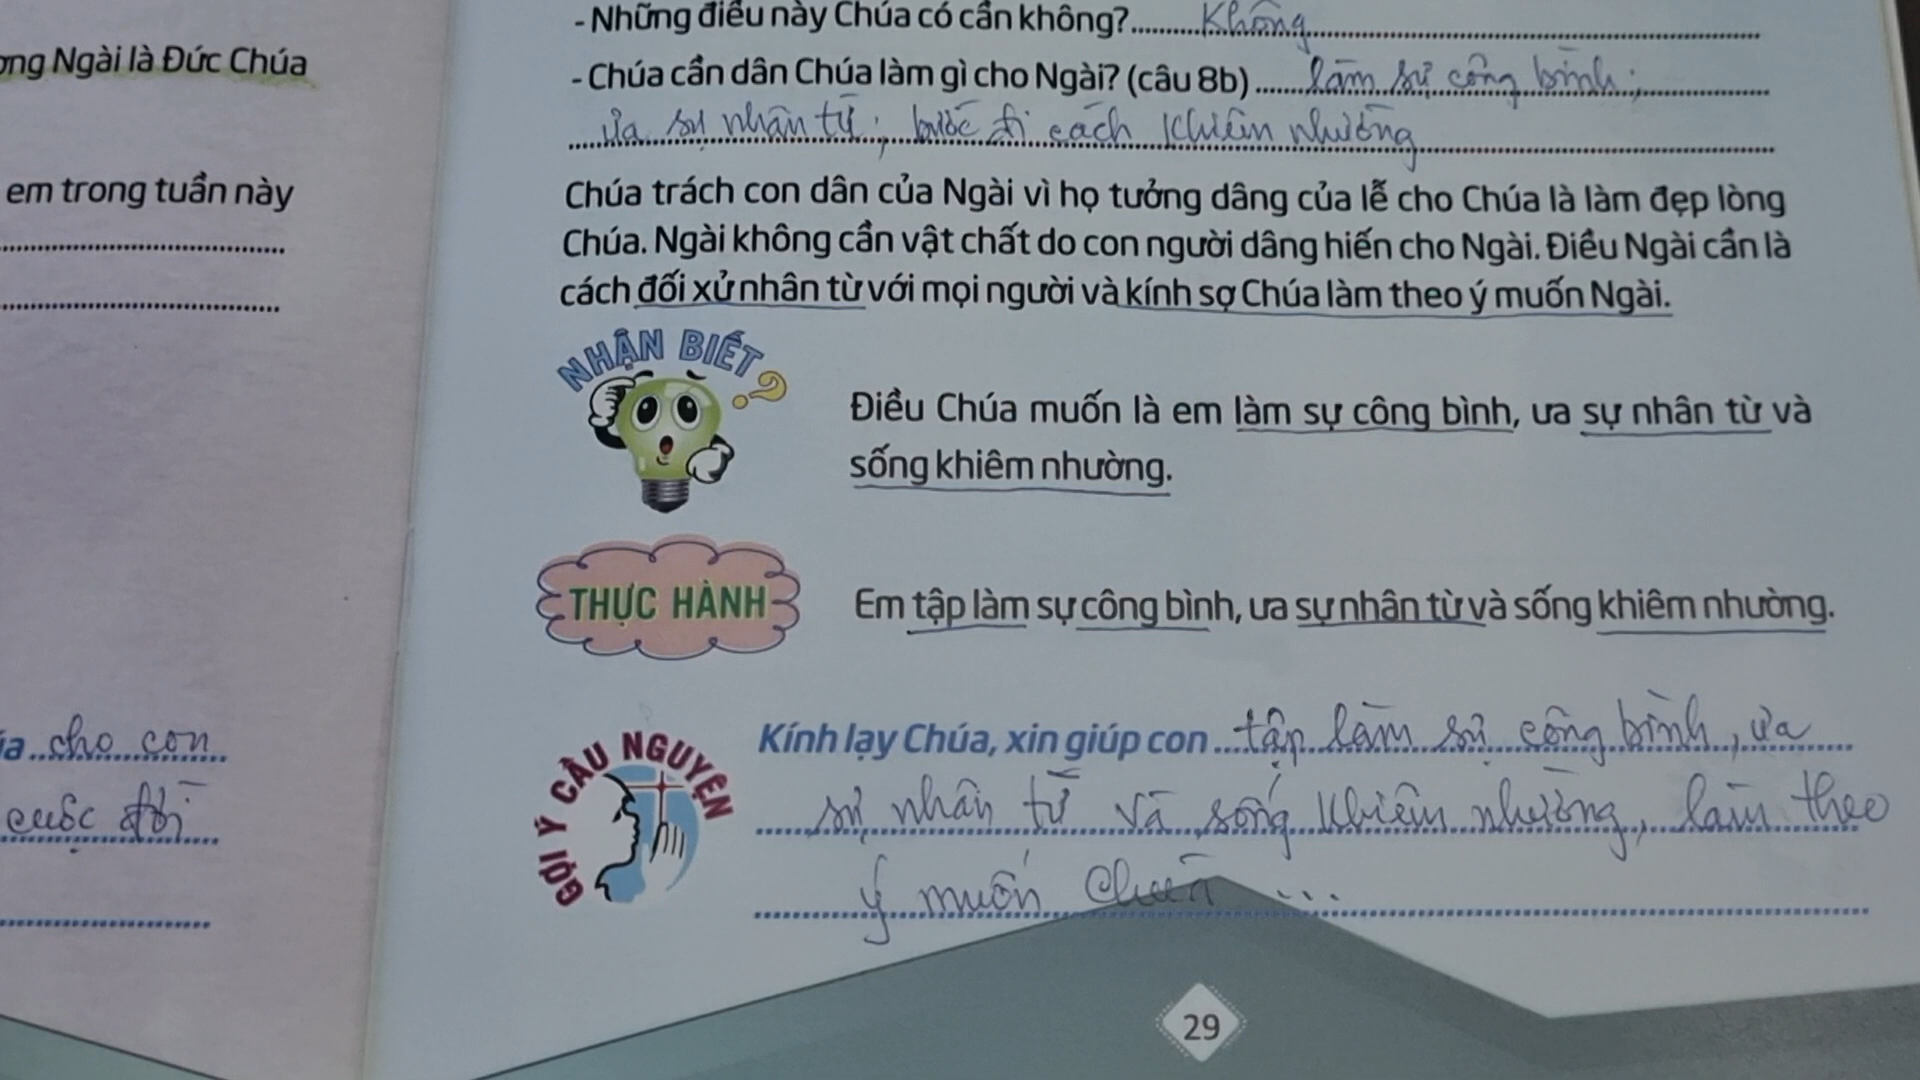 ơng Ngài là Đức Chúa
em trong tuần này
ía cho con
cuộc đời
- Những điều này Chúa có cần không? Không
- Chúa cần dân Chúa làm gì cho Ngài? (câu 8b) làm sự công bình;
ưa sự nhân từ; bước đi cách khiêm nhường
Chúa trách con dân của Ngài vì họ tưởng dâng của lễ cho Chúa là làm đẹp lòng
Chúa. Ngài không cần vật chất do con người dâng hiến cho Ngài. Điều Ngài cần là
cách đối xử nhân từ với mọi người và kính sợ Chúa làm theo ý muốn Ngài.
NHẬN BIẾT?
Điều Chúa muốn là em làm sự công bình, ưa sự nhân từ và
sống khiêm nhường.
THỰC HÀNH
Em tập làm sự công bình, ưa sự nhân từ và sống khiêm nhường.
GỢI Ý CẦU NGUYỆN
Kính lạy Chúa, xin giúp con tập làm sự công bình, ưa
sự nhân từ và sống khiêm nhường, làm theo
ý muốn Chúa ...
29